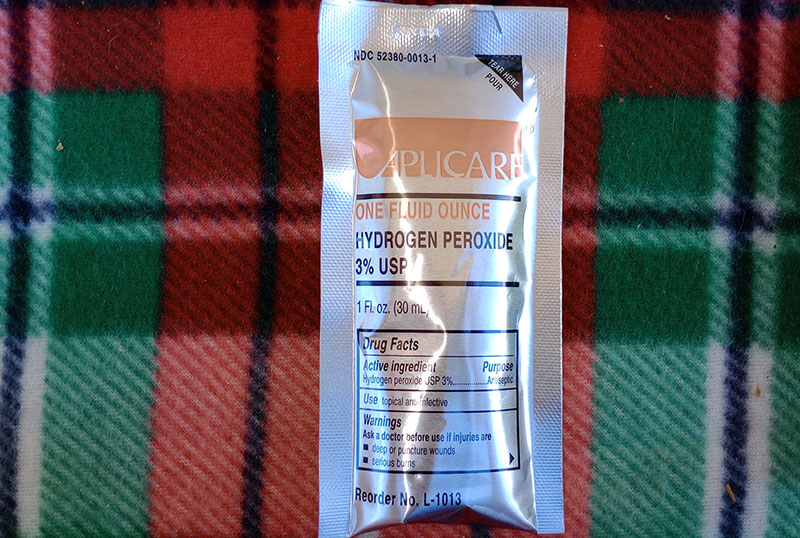 NDC 52380-0013-1
TEAR HERE
POUR
APLICARE®
ONE FLUID OUNCE
HYDROGEN PEROXIDE
3% USP
1 Fl. oz. (30 mL)
Drug Facts
Active ingredient Purpose
Hydrogen peroxide USP 3%..................Antiseptic
Use topical anti-infective
Warnings
Ask a doctor before use if injuries are
■ deep or puncture wounds
■ serious burns
Reorder No. L-1013